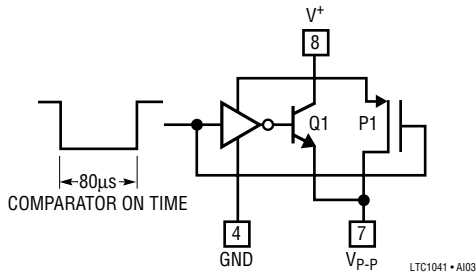 V+
8
Q1
P1
80µs
COMPARATOR ON TIME
4
GND
7
VP-P
LTC1041 • AI03